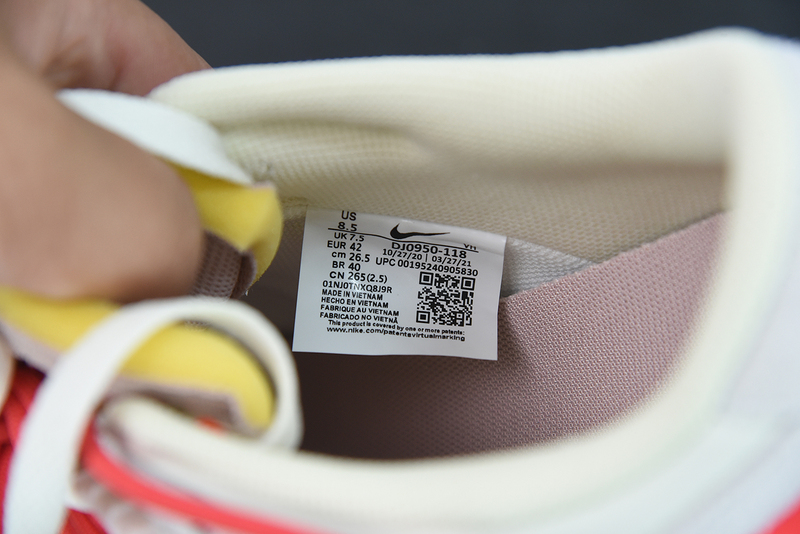 US
8.5
UK 7.5
EUR 42
cm 26.5
BR 40
CN 265(2.5)
VH
DJ0950-118
10/27/20 | 03/27/21
UPC 00195240905830
01NJ0TNXQ8J9R
MADE IN VIETNAM
HECHO EN VIETNAM
FABRIQUE AU VIETNAM
FABRICADO NO VIETNÃ
This product is covered by one or more patents:
www.nike.com/patentsvirtualmarking